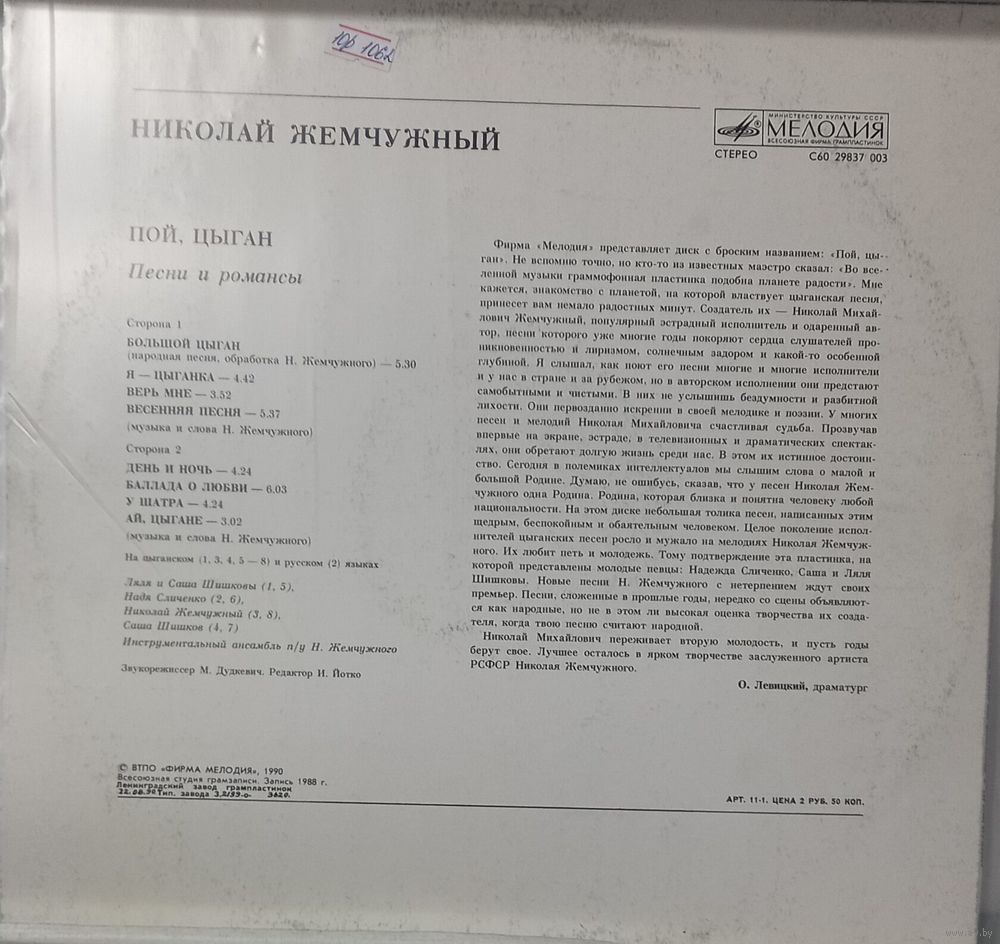 10р 1062
НИКОЛАЙ ЖЕМЧУЖНЫЙ
МИНИСТЕРСТВО КУЛЬТУРЫ СССР
МЕЛОДИЯ
ВСЕСОЮЗНАЯ ФИРМА ГРАМПЛАСТИНОК
СТЕРЕО С60 29837 003
ПОЙ, ЦЫГАН
Песни и романсы
Сторона 1
БОЛЬШОЙ ЦЫГАН
(народная песня, обработка Н. Жемчужного) — 5.30
Я — ЦЫГАНКА — 4.42
ВЕРЬ МНЕ — 3.52
ВЕСЕННЯЯ ПЕСНЯ — 5.37
(музыка и слова Н. Жемчужного)
Сторона 2
ДЕНЬ И НОЧЬ — 4.24
БАЛЛАДА О ЛЮБВИ — 6.03
У ШАТРА — 4.24
АЙ, ЦЫГАНЕ — 3.02
(музыка и слова Н. Жемчужного)
На цыганском (1, 3, 4, 5 — 8) и русском (2) языках
Ляля и Саша Шишковы (1, 5),
Надя Сличенко (2, 6),
Николай Жемчужный (3, 8),
Саша Шишков (4, 7)
Инструментальный ансамбль п/у Н. Жемчужного
Звукорежиссер М. Дудкевич. Редактор И. Йотко
Фирма «Мелодия» представляет диск с броским названием: «Пой, цы-
ган». Не вспомню точно, но кто-то из известных маэстро сказал: «Во все-
ленной музыки граммофонная пластинка подобна планете радости». Мне
кажется, знакомство с планетой, на которой властвует цыганская песня,
принесет вам немало радостных минут. Создатель их — Николай Михай-
лович Жемчужный, популярный эстрадный исполнитель и одаренный ав-
тор, песни которого уже многие годы покоряют сердца слушателей про-
никновенностью и лиризмом, солнечным задором и какой-то особенной
глубиной. Я слышал, как поют его песни многие и многие исполнители
и у нас в стране и за рубежом, но в авторском исполнении они предстают
самобытными и чистыми. В них не услышишь бездумности и разбитной
лихости. Они первозданно искренни в своей мелодике и поэзии. У многих
песен и мелодий Николая Михайловича счастливая судьба. Прозвучав
впервые на экране, эстраде, в телевизионных и драматических спектак-
лях, они обретают долгую жизнь среди нас. В этом их истинное достоин-
ство. Сегодня в полемиках интеллектуалов мы слышим слова о малой и
большой Родине. Думаю, не ошибусь, сказав, что у песен Николая Жем-
чужного одна Родина. Родина, которая близка и понятна человеку любой
национальности. На этом диске небольшая толика песен, написанных этим
щедрым, беспокойным и обаятельным человеком. Целое поколение испол-
нителей цыганских песен росло и мужало на мелодиях Николая Жемчуж-
ного. Их любит петь и молодежь. Тому подтверждение эта пластинка, на
которой представлены молодые певцы: Надежда Сличенко, Саша и Ляля
Шишковы. Новые песни Н. Жемчужного с нетерпением ждут своих
премьер. Песни, сложенные в прошлые годы, нередко со сцены объявляют-
ся как народные, но не в этом ли высокая оценка творчества их созда-
теля, когда твою песню считают народной.
Николай Михайлович переживает вторую молодость, и пусть годы
берут свое. Лучшее осталось в ярком творчестве заслуженного артиста
РСФСР Николая Жемчужного.
О. Левицкий, драматург
© ВТПО «ФИРМА МЕЛОДИЯ», 1990
Всесоюзная студия грамзаписи. Запись 1988 г.
Ленинградский завод грампластинок
Тип. завода
АРТ. 11-1. ЦЕНА 2 РУБ. 50 КОП.